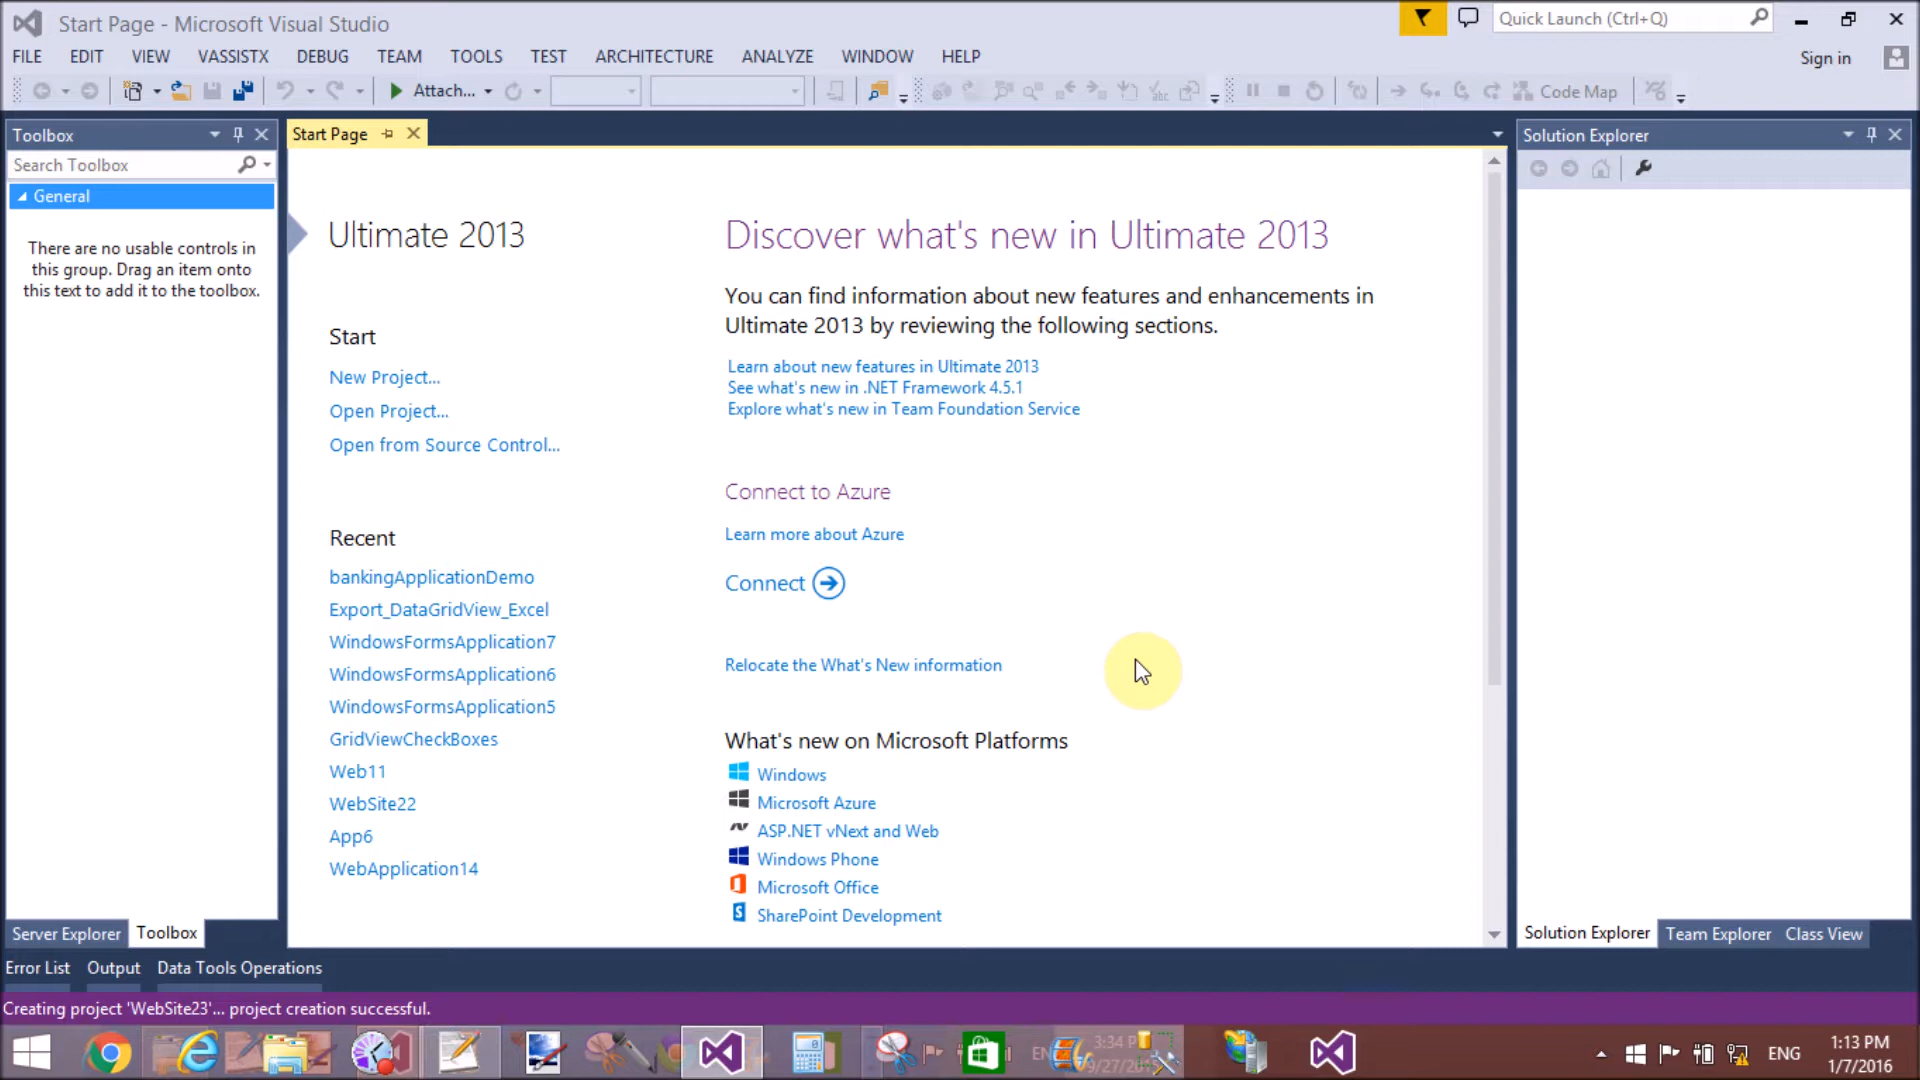 Start Page - Microsoft Visual Studio
Quick Launch (Ctrl+Q)
FILE EDIT VIEW VASSISTX DEBUG TEAM TOOLS TEST ARCHITECTURE ANALYZE WINDOW HELP
Sign in
Attach...
Code Map
Toolbox
Search Toolbox
General
There are no usable controls in
this group. Drag an item onto
this text to add it to the toolbox.
Server Explorer Toolbox
Start Page
Ultimate 2013
Start
New Project...
Open Project...
Open from Source Control...
Recent
bankingApplicationDemo
Export_DataGridView_Excel
WindowsFormsApplication7
WindowsFormsApplication6
WindowsFormsApplication5
GridViewCheckBoxes
Web11
WebSite22
App6
WebApplication14
Discover what's new in Ultimate 2013
You can find information about new features and enhancements in
Ultimate 2013 by reviewing the following sections.
Learn about new features in Ultimate 2013
See what's new in .NET Framework 4.5.1
Explore what's new in Team Foundation Service
Connect to Azure
Learn more about Azure
Connect
Relocate the What's New information
What's new on Microsoft Platforms
Windows
Microsoft Azure
ASP.NET vNext and Web
Windows Phone
Microsoft Office
SharePoint Development
Solution Explorer
Solution Explorer Team Explorer Class View
Error List Output Data Tools Operations
Creating project 'WebSite23'... project creation successful.
ENG
1:13 PM
1/7/2016